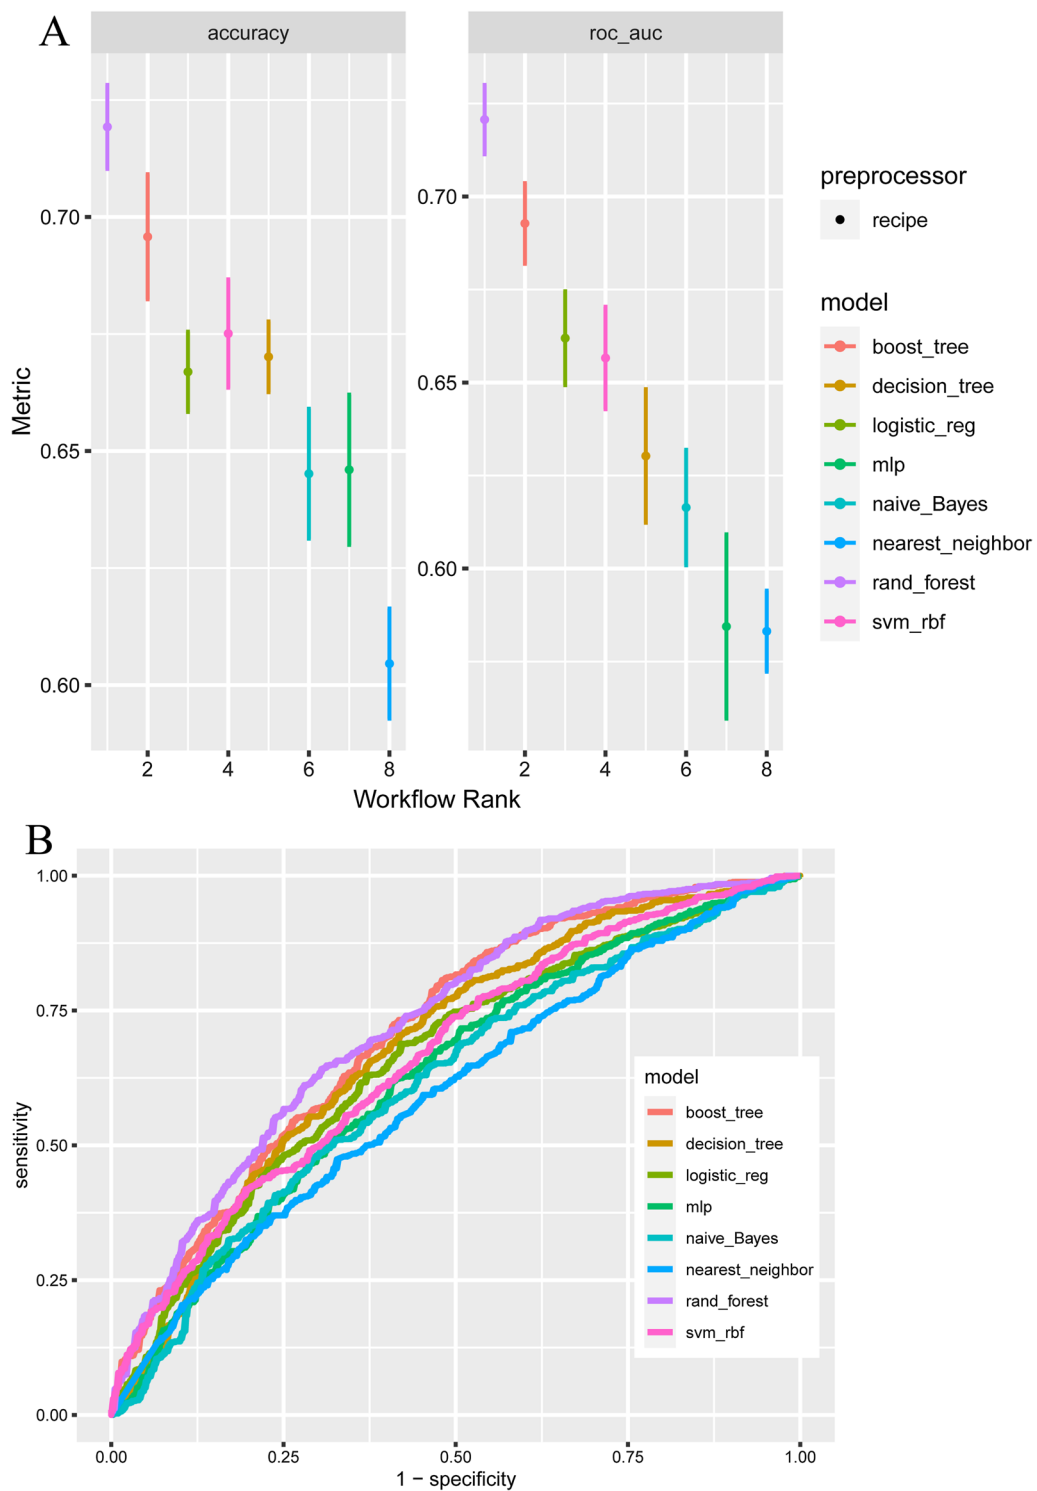 A
accuracy
roc_auc
Metric
0.70
0.65
0.60
0.70
0.65
0.60
2 4 6 8
2 4 6 8
Workflow Rank
preprocessor
recipe
model
boost_tree
decision_tree
logistic_reg
mlp
naive_Bayes
nearest_neighbor
rand_forest
svm_rbf
B
sensitivity
1.00
0.75
0.50
0.25
0.00
model
boost_tree
decision_tree
logistic_reg
mlp
naive_Bayes
nearest_neighbor
rand_forest
svm_rbf
0.00 0.25 0.50 0.75 1.00
1 − specificity